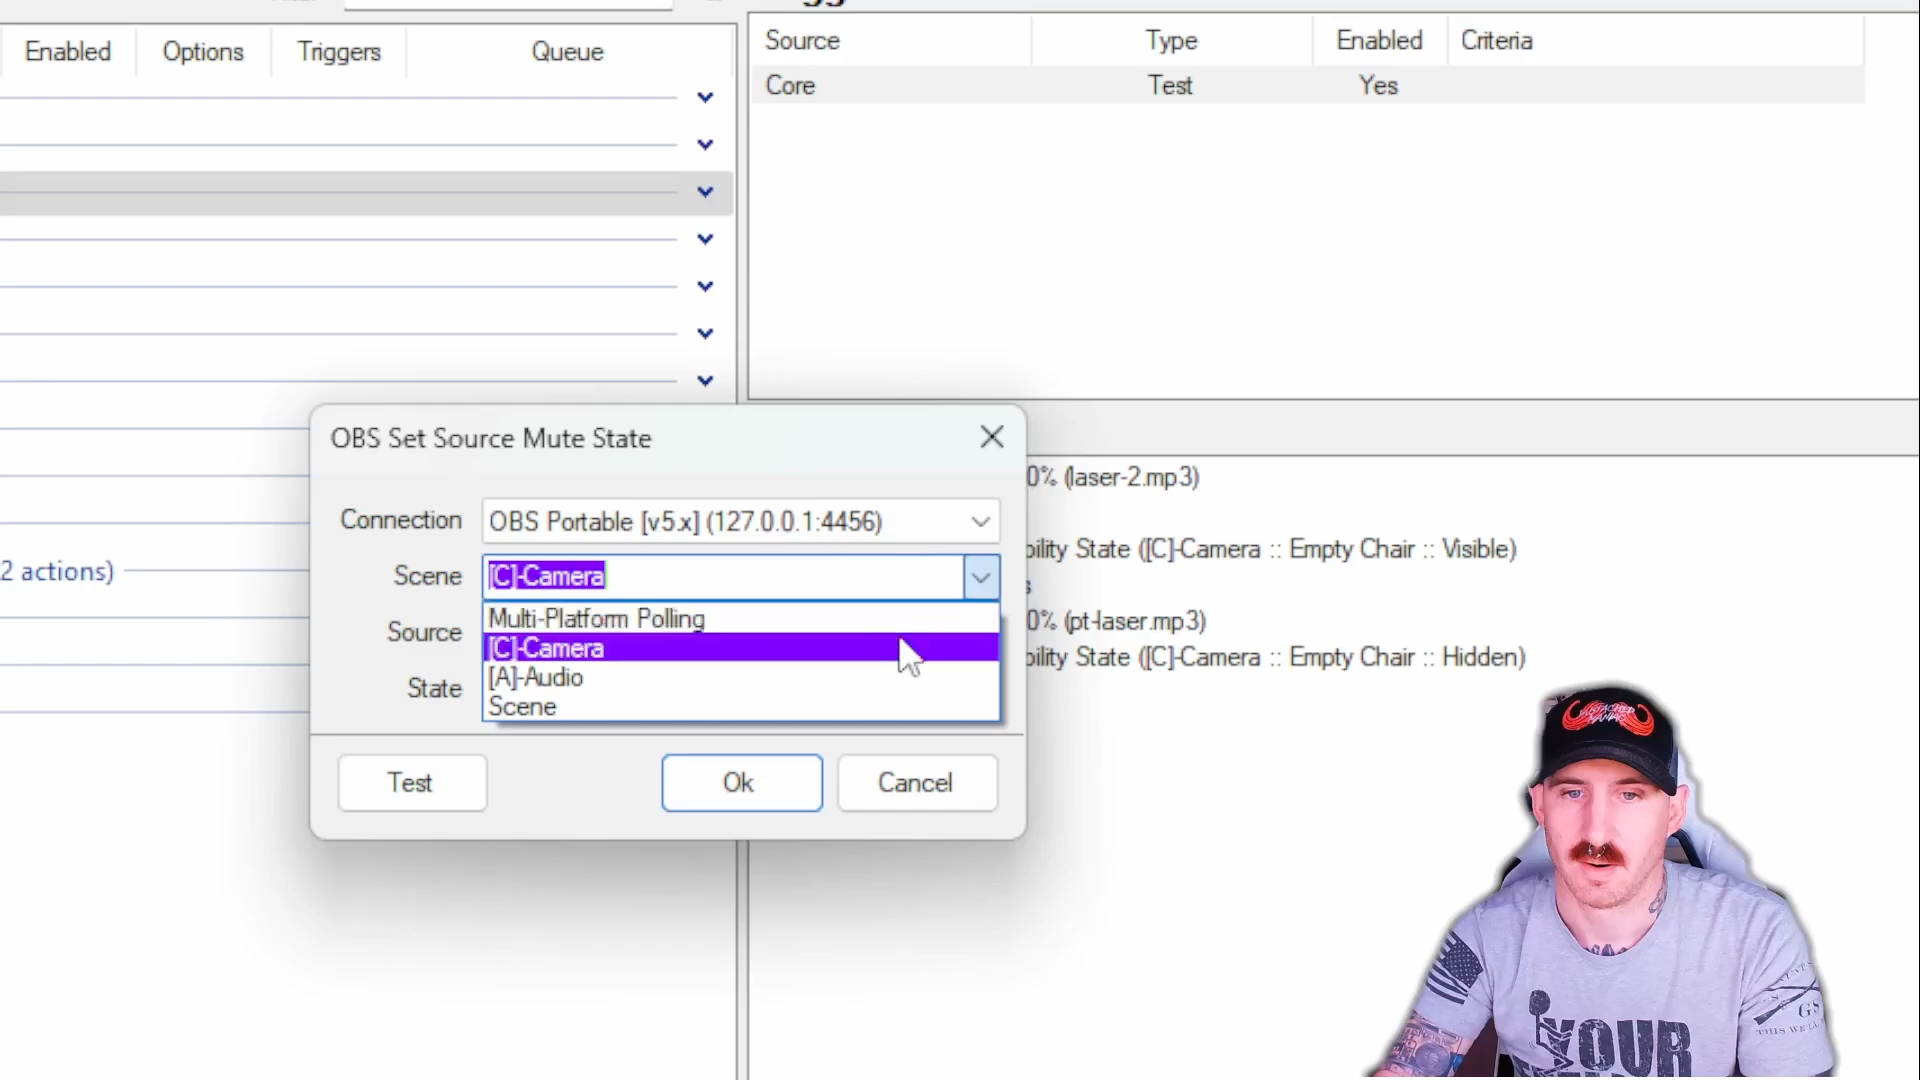 Enabled Options Triggers Queue
Source Type Enabled Criteria
Core Test Yes
2 actions)
OBS Set Source Mute State
Connection OBS Portable [v5.x] (127.0.0.1:4456)
Scene [C]-Camera
Source
State
Multi-Platform Polling
[C]-Camera
[A]-Audio
Scene
Test Ok Cancel
0% (laser-2.mp3)
bility State ([C]-Camera :: Empty Chair :: Visible)
s
0% (pt-laser.mp3)
bility State ([C]-Camera :: Empty Chair :: Hidden)
YOUR